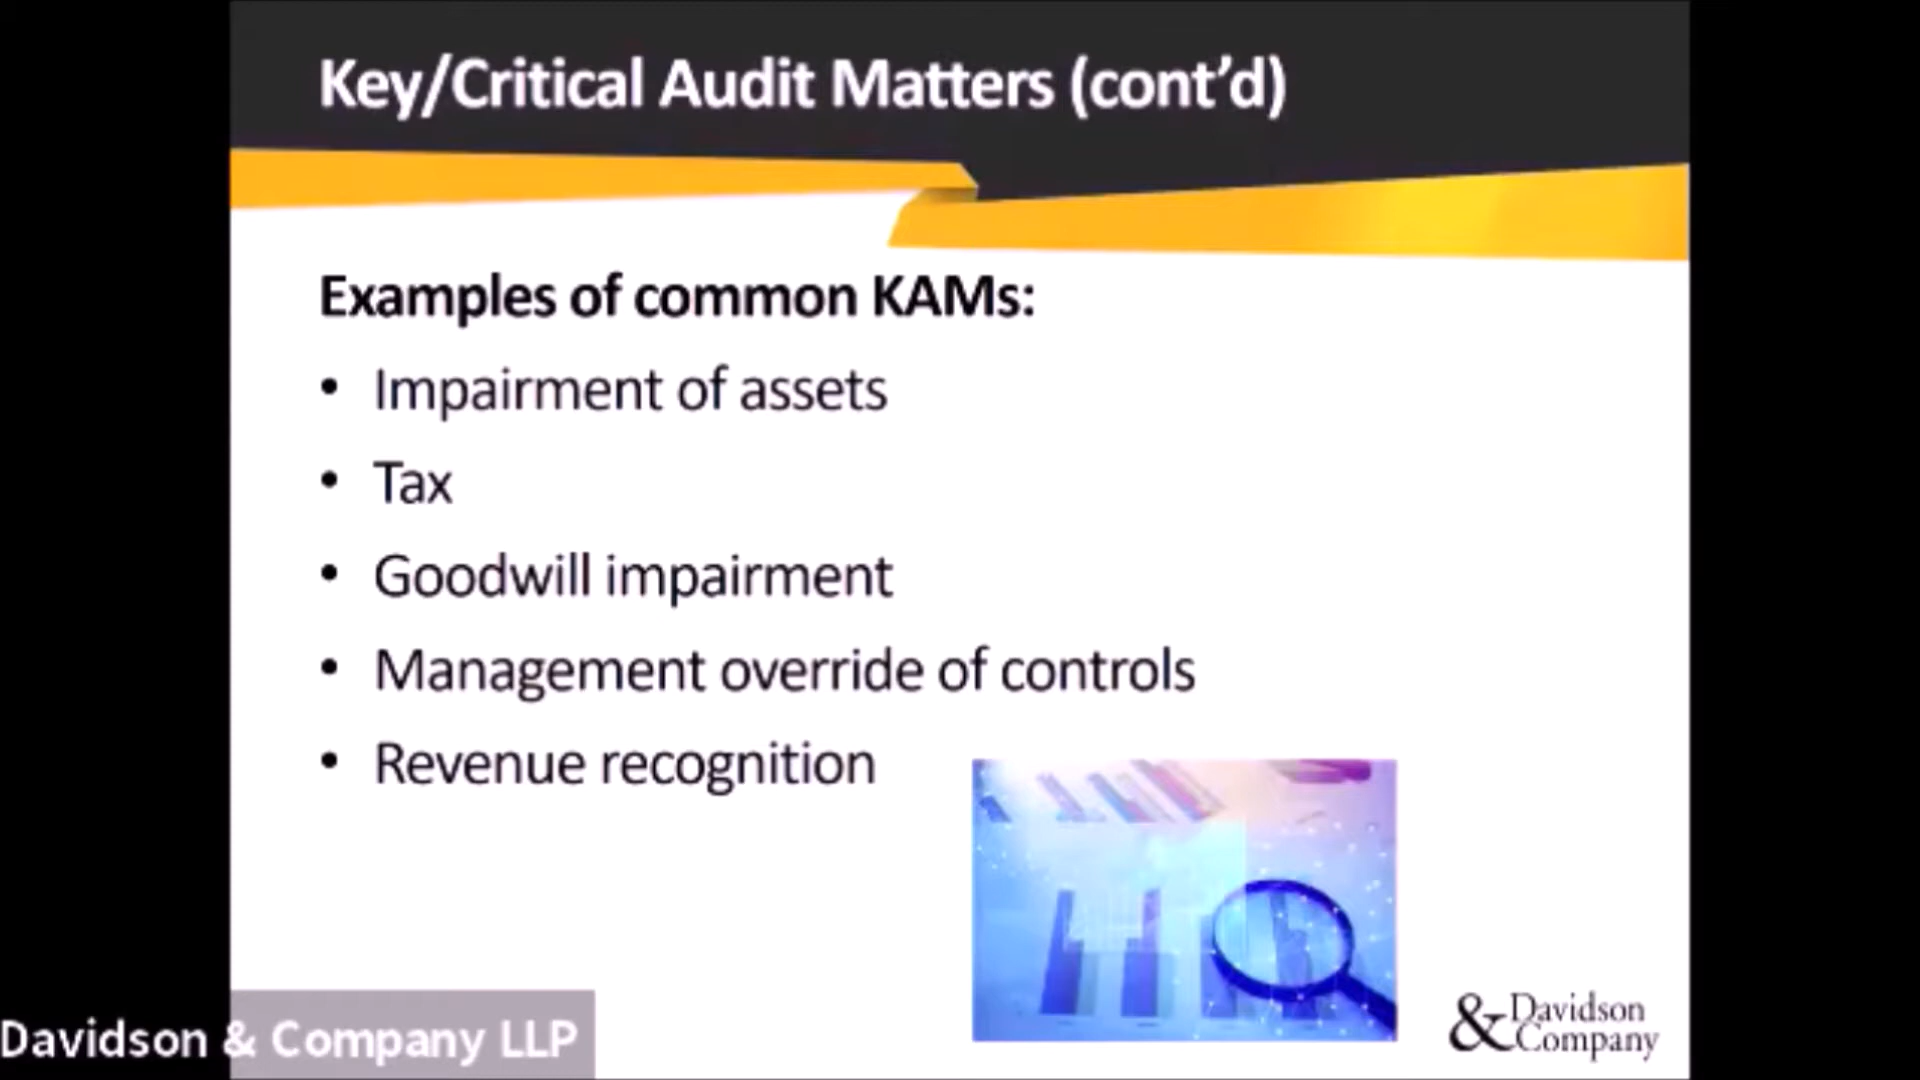 Key/Critical Audit Matters (cont’d)
Examples of common KAMs:
• Impairment of assets
• Tax
• Goodwill impairment
• Management override of controls
• Revenue recognition
Davidson & Company LLP
& Davidson
Company